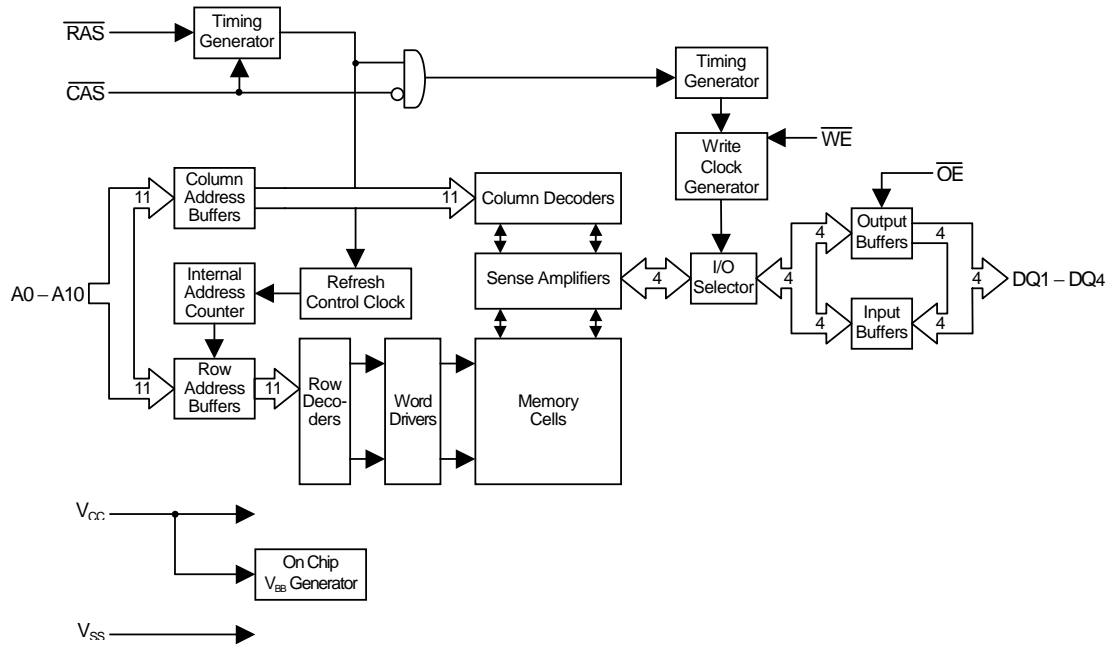 RAS
Timing
Generator
CAS
Timing
Generator
Write
Clock
Generator
WE
OE
11
Column
Address
Buffers
11
Column Decoders
4
Output
Buffers
4
A0 – A10
Internal
Address
Counter
Refresh
Control Clock
Sense Amplifiers
4
I/O
Selector
4
4
DQ1 – DQ4
4
Input
Buffers
4
11
Row
Address
Buffers
11
Row
Deco-
ders
Word
Drivers
Memory
Cells
VCC
On Chip
VBB Generator
VSS